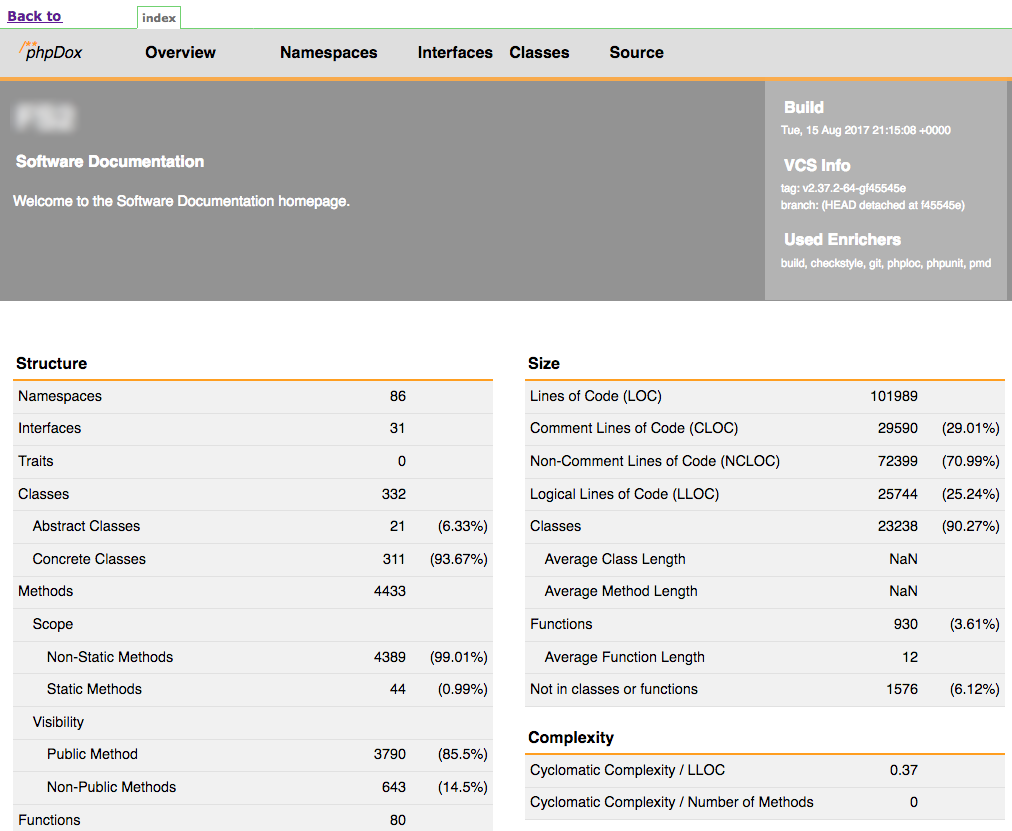 Back to
index
/**phpDox
Overview Namespaces Interfaces Classes Source
Software Documentation
Welcome to the Software Documentation homepage.
Build
Tue, 15 Aug 2017 21:15:08 +0000
VCS Info
tag: v2.37.2-64-gf45545e
branch: (HEAD detached at f45545e)
Used Enrichers
build, checkstyle, git, phploc, phpunit, pmd
Structure
Namespaces 86
Interfaces 31
Traits 0
Classes 332
Abstract Classes 21 (6.33%)
Concrete Classes 311 (93.67%)
Methods 4433
Scope
Non-Static Methods 4389 (99.01%)
Static Methods 44 (0.99%)
Visibility
Public Method 3790 (85.5%)
Non-Public Methods 643 (14.5%)
Functions 80
Size
Lines of Code (LOC) 101989
Comment Lines of Code (CLOC) 29590 (29.01%)
Non-Comment Lines of Code (NCLOC) 72399 (70.99%)
Logical Lines of Code (LLOC) 25744 (25.24%)
Classes 23238 (90.27%)
Average Class Length NaN
Average Method Length NaN
Functions 930 (3.61%)
Average Function Length 12
Not in classes or functions 1576 (6.12%)
Complexity
Cyclomatic Complexity / LLOC 0.37
Cyclomatic Complexity / Number of Methods 0